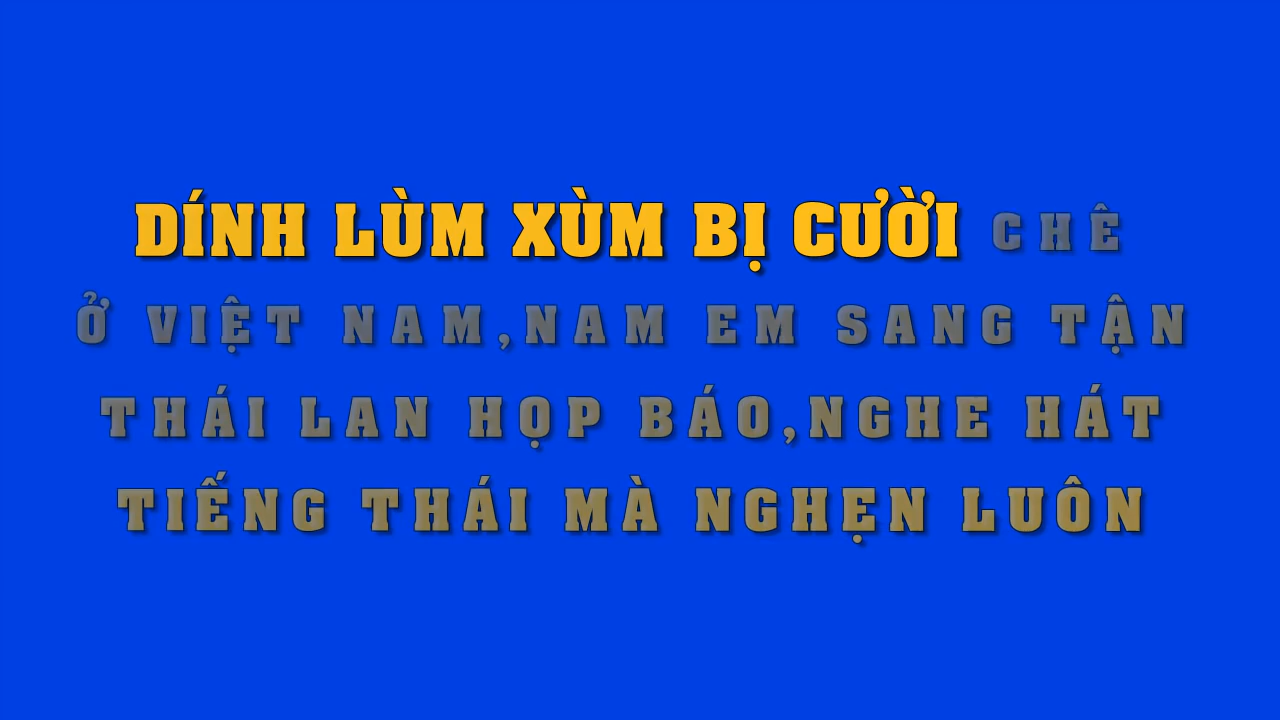 DÍNH LÙM XÙM BỊ CƯỜI CHÊ
Ở VIỆT NAM,NAM EM SANG TẬN
THÁI LAN HỌP BÁO,NGHE HÁT
TIẾNG THÁI MÀ NGHẸN LUÔN